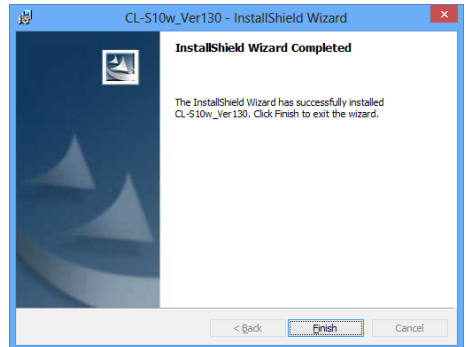 CL-S10w_Ver130 - InstallShield Wizard
InstallShield Wizard Completed
The InstallShield Wizard has successfully installed
CL-S10w_Ver130. Click Finish to exit the wizard.
< Back
Finish
Cancel